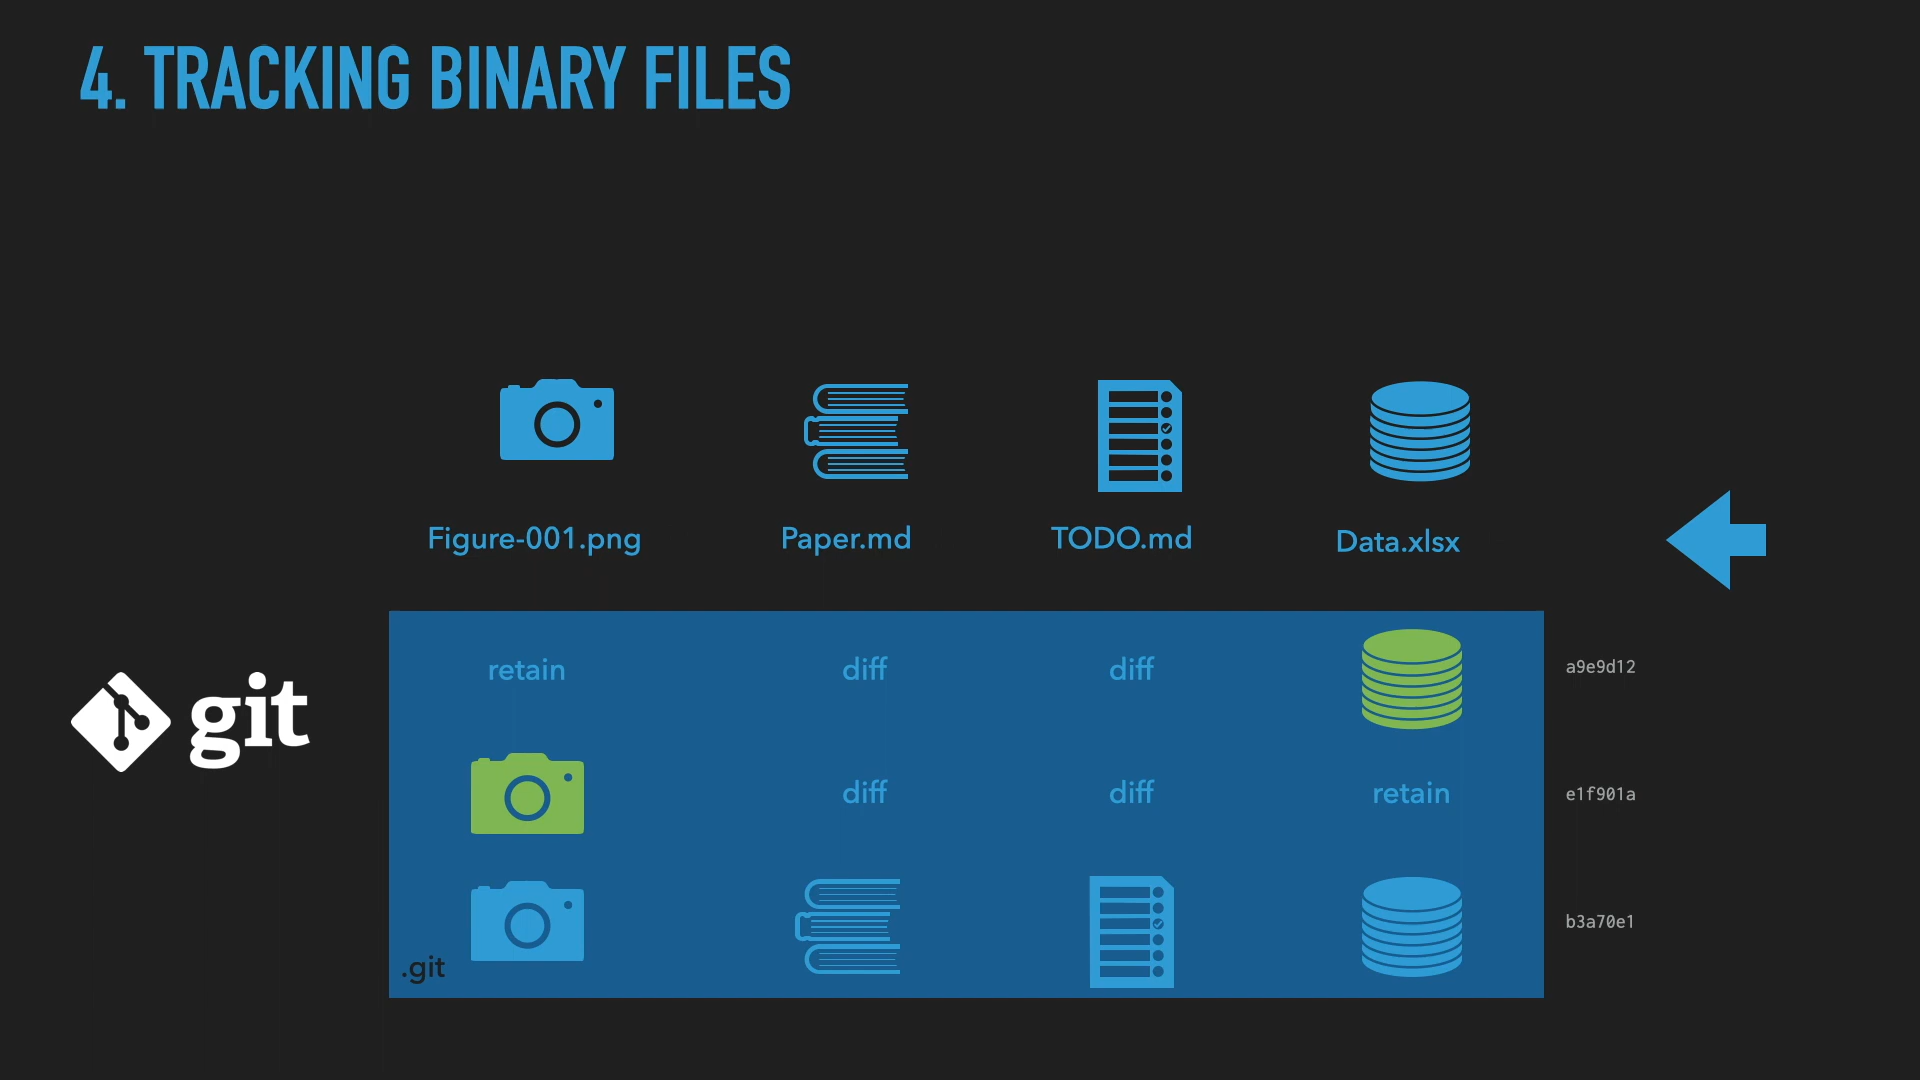 4. TRACKING BINARY FILES
Figure-001.png Paper.md TODO.md Data.xlsx
retain diff diff a9e9d12
git
diff diff retain e1f901a
b3a70e1
.git